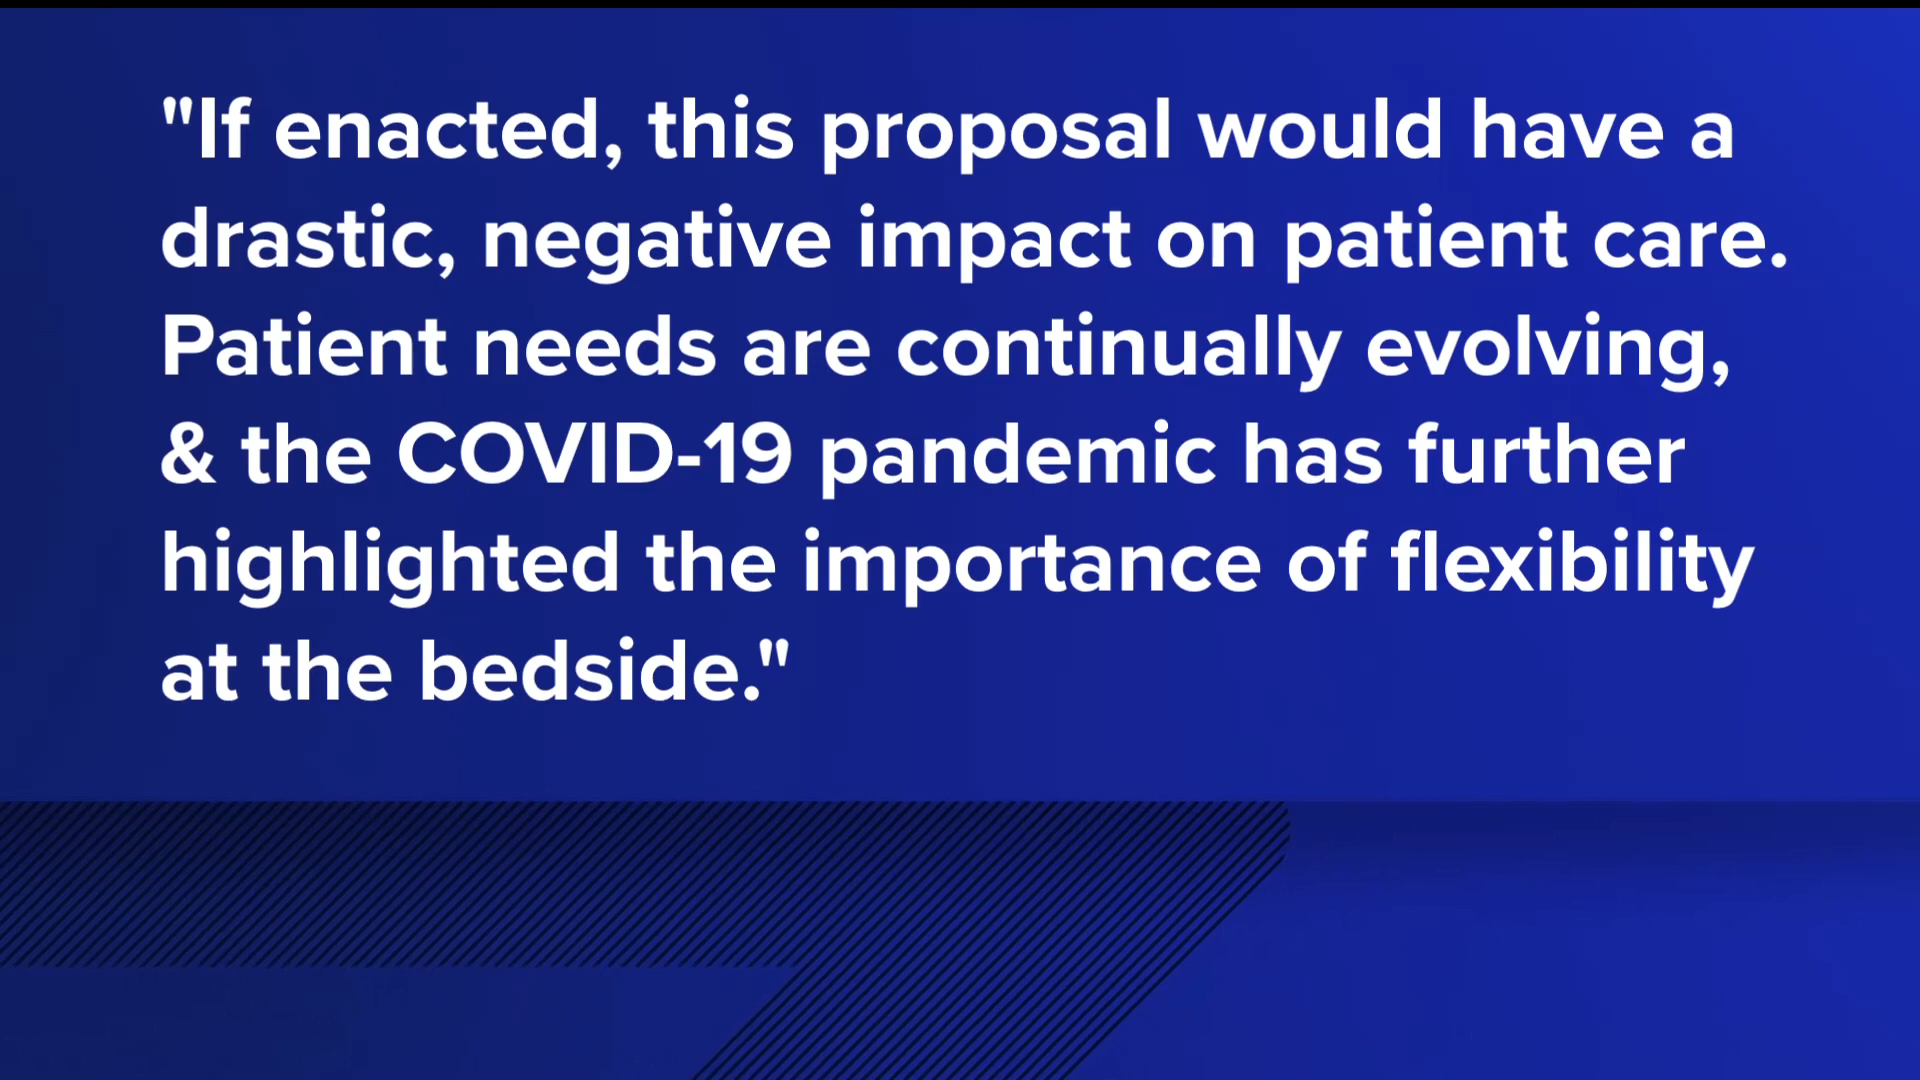 "If enacted, this proposal would have a
drastic, negative impact on patient care.
Patient needs are continually evolving,
& the COVID-19 pandemic has further
highlighted the importance of flexibility
at the bedside."